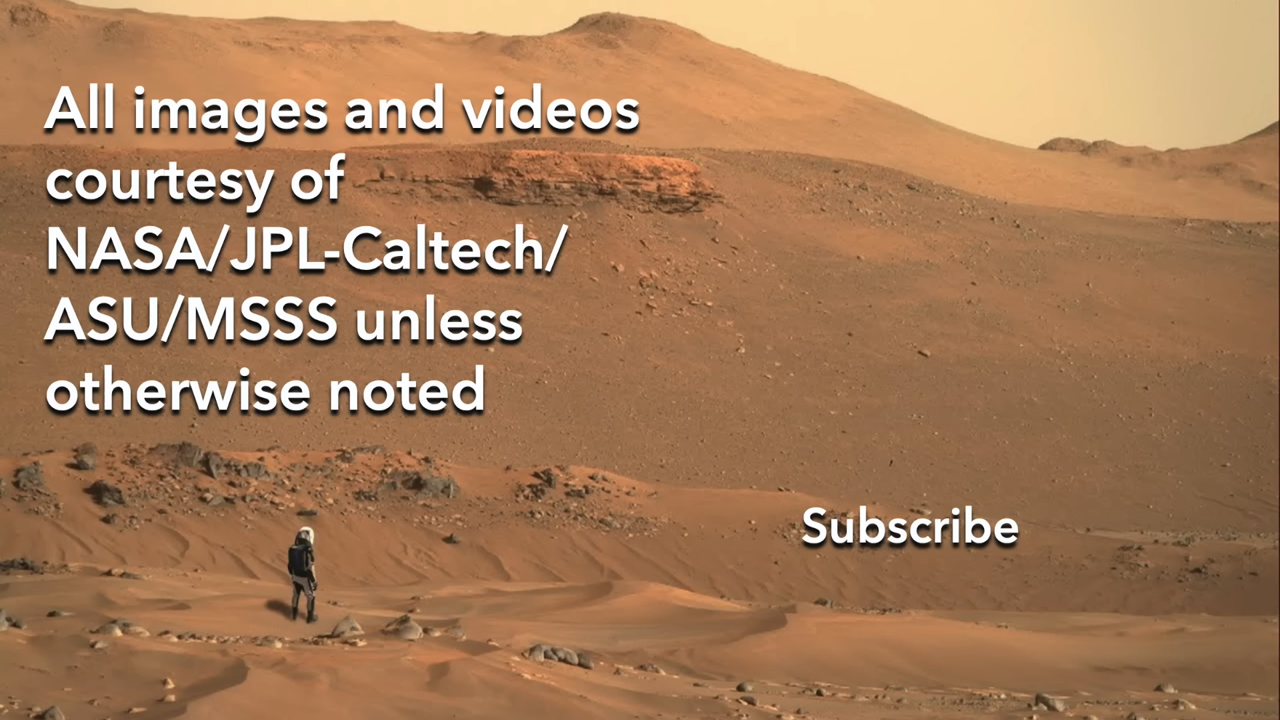 All images and videos
courtesy of
NASA/JPL-Caltech/
ASU/MSSS unless
otherwise noted
Subscribe